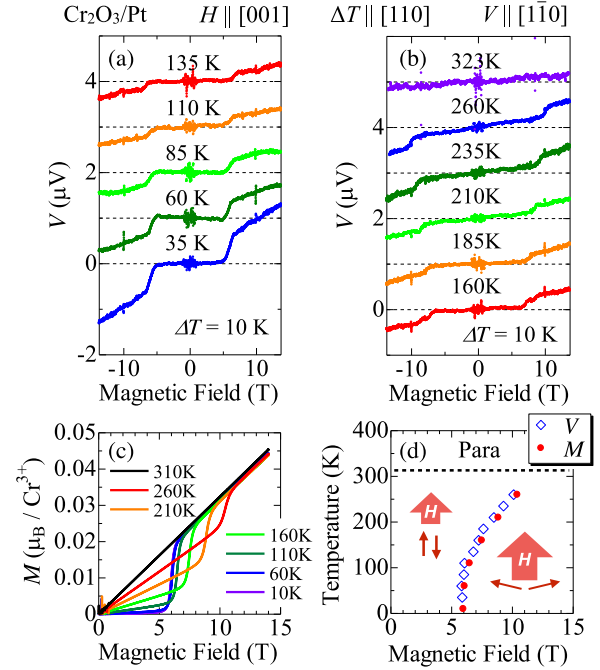 Cr₂O₃/Pt H || [001] ΔT || [110] V || [11̄0]
(a)
135 K
110 K
85 K
60 K
35 K
ΔT = 10 K
4
2
0
-2
V (μV)
-10 0 10
Magnetic Field (T)
(b)
323K
260K
235K
210K
185K
160K
ΔT = 10 K
4
2
0
V (μV)
-10 0 10
Magnetic Field (T)
(c)
310K
260K
210K
160K
110K
60K
10K
0.05
0.04
0.03
0.02
0.01
0
M (μB / Cr³⁺)
0 5 10 15
Magnetic Field (T)
V
M
(d) Para
H
H
400
300
200
100
0
Temperature (K)
0 5 10 15
Magnetic Field (T)